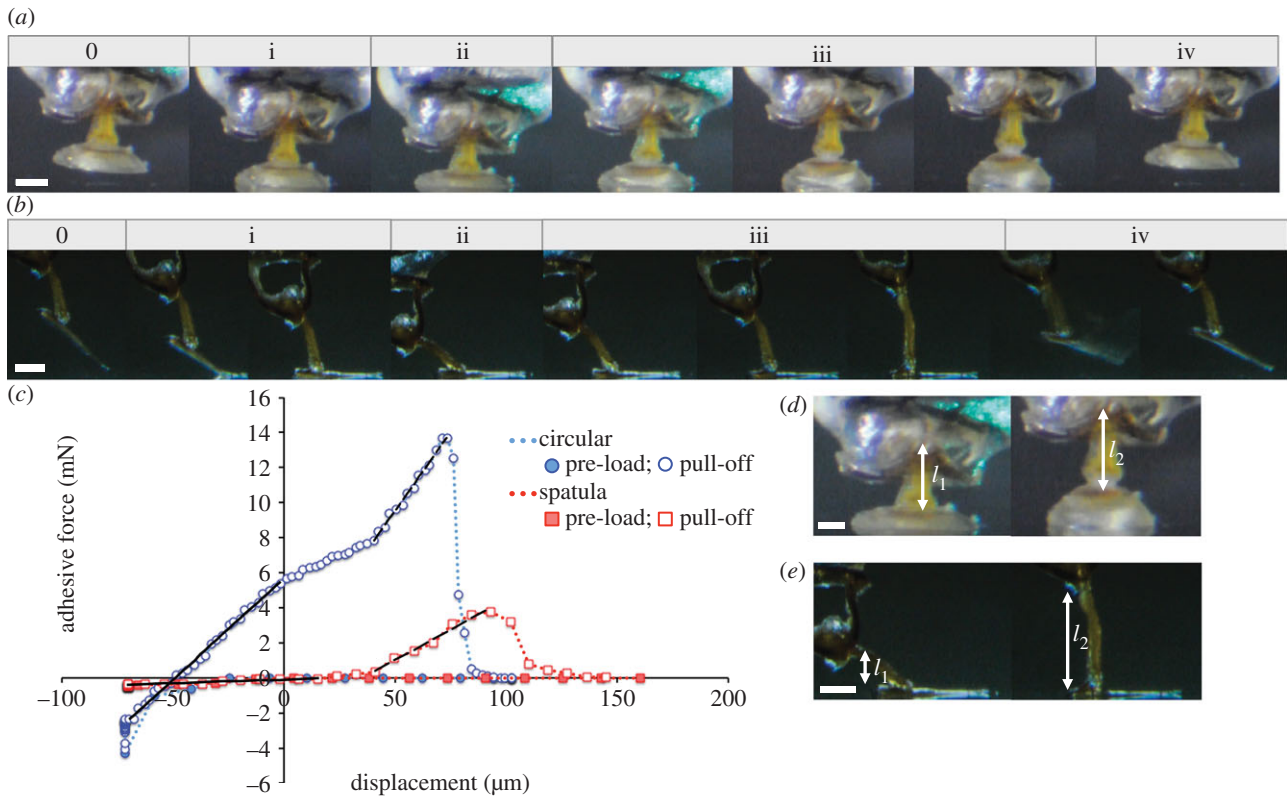 (a)
0 i ii iii iv
(b)
0 i ii iii iv
(c)
16
14
12
10
8
6
4
2
0
–2
–4
–6
–100 –50 0 50 100 150 200
adhesive force (mN)
displacement (µm)
circular
pre-load; pull-off
spatula
pre-load; pull-off
(d)
l1 l2
(e)
l1 l2